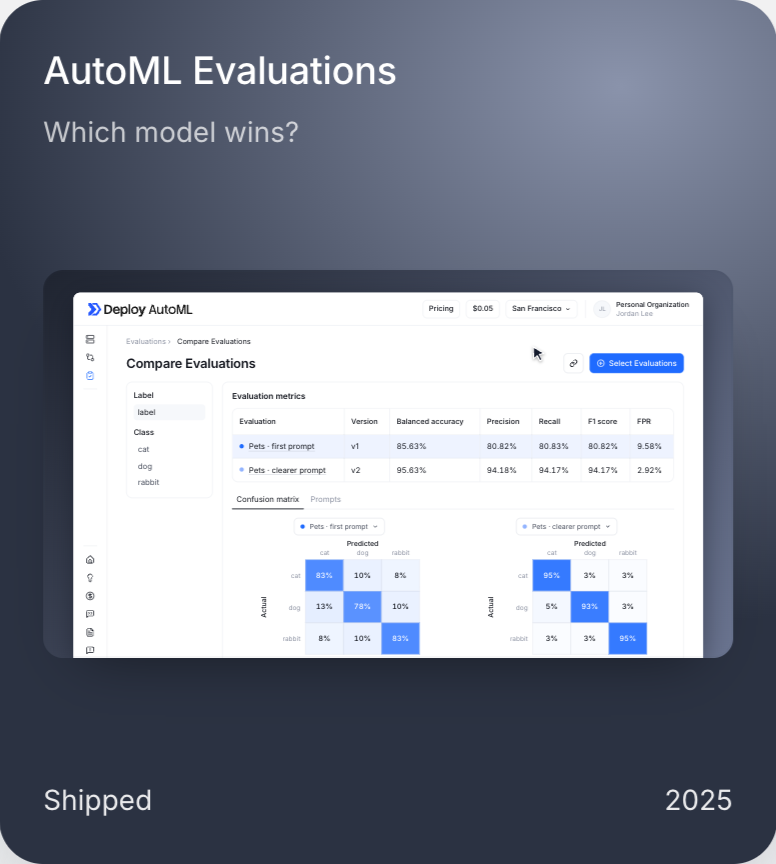 AutoML Evaluations
Which model wins?
Deploy AutoML
Pricing
$0.05
San Francisco
JL
Personal Organization
Jordan Lee
Evaluations › Compare Evaluations
Compare Evaluations
Select Evaluations
Label
label
Class
cat
dog
rabbit
Evaluation metrics
Evaluation Version Balanced accuracy Precision Recall F1 score FPR
Pets - first prompt v1 85.63% 80.82% 80.83% 80.82% 9.58%
Pets - clearer prompt v2 95.63% 94.18% 94.17% 94.17% 2.92%
Confusion matrix Prompts
Pets - first prompt
Predicted
cat dog rabbit
Actual
cat 83% 10% 8%
dog 13% 78% 10%
rabbit 8% 10% 83%
Pets - clearer prompt
Predicted
cat dog rabbit
Actual
cat 95% 3% 3%
dog 5% 93% 3%
rabbit 3% 3% 95%
Shipped
2025